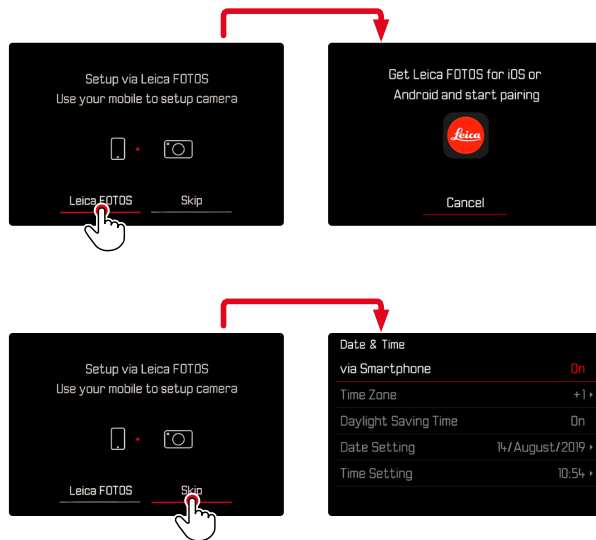 Setup via Leica FOTOS
Use your mobile to setup camera
Leica FOTOS Skip
Get Leica FOTOS for iOS or
Android and start pairing
Leica
Cancel
Setup via Leica FOTOS
Use your mobile to setup camera
Leica FOTOS Skip
Date & Time
via Smartphone On
Time Zone +1
Daylight Saving Time On
Date Setting 14/August/2019
Time Setting 10:54